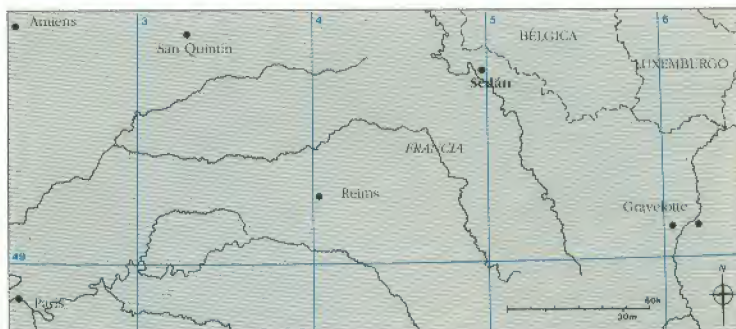 3
4
5
6
Amiens
San Quintín
BÉLGICA
LUXEMBURGO
Sedán
FRANCIA
Reims
Gravelotte
49
N
París
60k
30m